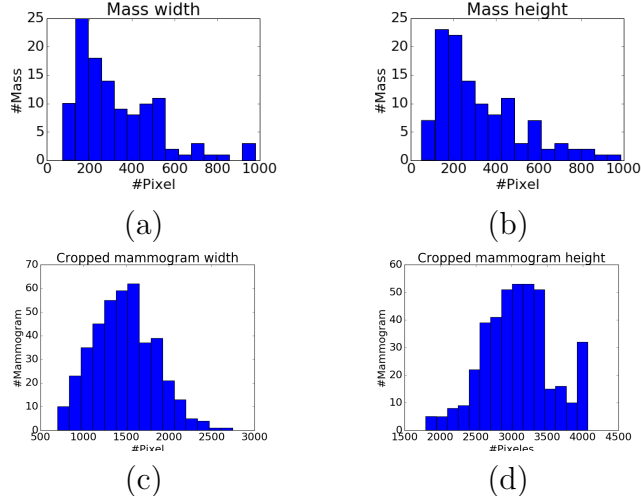 Mass width
25
20
15
10
5
0
#Mass
0 200 400 600 800 1000
#Pixel
(a)
Mass height
25
20
15
10
5
0
#Mass
0 200 400 600 800 1000
#Pixel
(b)
Cropped mammogram width
70
60
50
40
30
20
10
0
#Mammogram
500 1000 1500 2000 2500 3000
#Pixel
(c)
Cropped mammogram height
60
50
40
30
20
10
0
#Mammogram
1500 2000 2500 3000 3500 4000 4500
#Pixeles
(d)